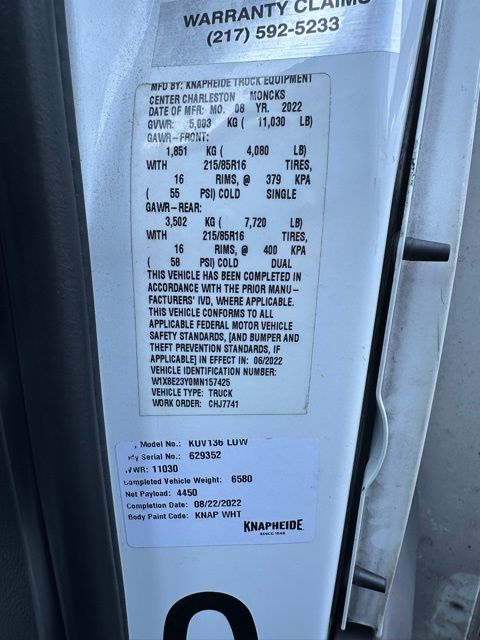 WARRANTY CLAIMS
(217) 592-5233
MFD BY: KNAPHEIDE TRUCK EQUIPMENT
CENTER CHARLESTON MONCKS
DATE OF MFR: MO. 08 YR. 2022
GVWR: 5,003 KG ( 11,030 LB)
GAWR-FRONT:
1,851 KG ( 4,080 LB)
WITH 215/85R16 TIRES,
16 RIMS, @ 379 KPA
( 55 PSI) COLD SINGLE
GAWR-REAR:
3,502 KG ( 7,720 LB)
WITH 215/85R16 TIRES,
16 RIMS, @ 400 KPA
( 58 PSI) COLD DUAL
THIS VEHICLE HAS BEEN COMPLETED IN
ACCORDANCE WITH THE PRIOR MANU-
FACTURERS' IVD, WHERE APPLICABLE.
THIS VEHICLE CONFORMS TO ALL
APPLICABLE FEDERAL MOTOR VEHICLE
SAFETY STANDARDS, [AND BUMPER AND
THEFT PREVENTION STANDARDS, IF
APPLICABLE] IN EFFECT IN: 06/2022
VEHICLE IDENTIFICATION NUMBER:
W1X8E23Y0MN157425
VEHICLE TYPE: TRUCK
WORK ORDER: CHJ7741
y Model No.: KUV136 LOW
dy Serial No.: 629352
VWR: 11030
Completed Vehicle Weight: 6580
Net Payload: 4450
Completion Date: 08/22/2022
Body Paint Code: KNAP WHT
KNAPHEIDE
SINCE 1848